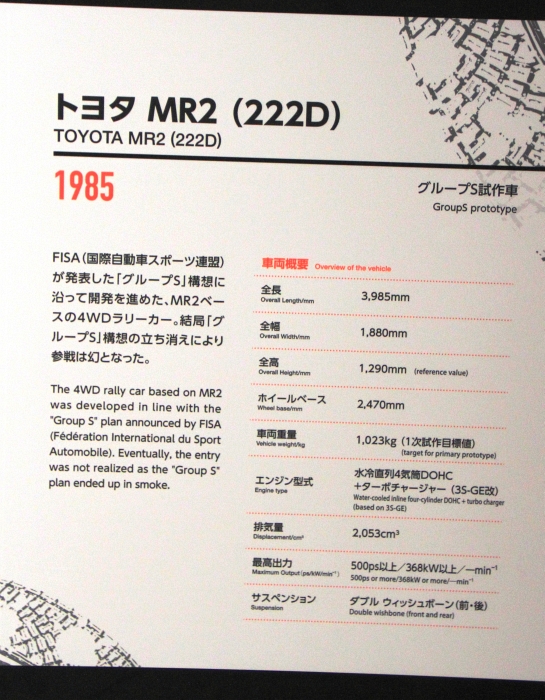 トヨタ MR2 (222D)
TOYOTA MR2 (222D)
1985
グループS試作車
GroupS prototype
FISA(国際自動車スポーツ連盟)
が発表した「グループS」構想に
沿って開発を進めた、MR2ベー
スの4WDラリーカー。結局「グ
ループS」構想の立ち消えにより
参戦は幻となった。
The 4WD rally car based on MR2
was developed in line with the
"Group S" plan announced by FISA
(Fédération International du Sport
Automobile). Eventually, the entry
was not realized as the "Group S"
plan ended up in smoke.
車両概要 Overview of the vehicle
全長
Overall Length/mm
3,985mm
全幅
Overall Width/mm
1,880mm
全高
Overall Height/mm
1,290mm (reference value)
ホイールベース
Wheel base/mm
2,470mm
車両重量
Vehicle weight/kg
1,023kg (1次試作目標値)
(target for primary prototype)
エンジン型式
Engine type
水冷直列4気筒DOHC
+ターボチャージャー (3S-GE改)
Water-cooled inline four-cylinder DOHC + turbo charger
(based on 3S-GE)
排気量
Displacement/cm³
2,053cm³
最高出力
Maximum Output (ps/kW/min⁻¹)
500ps以上/368kW以上/—min⁻¹
500ps or more/368kW or more/—min⁻¹
サスペンション
Suspension
ダブル ウィッシュボーン(前・後)
Double wishbone (front and rear)